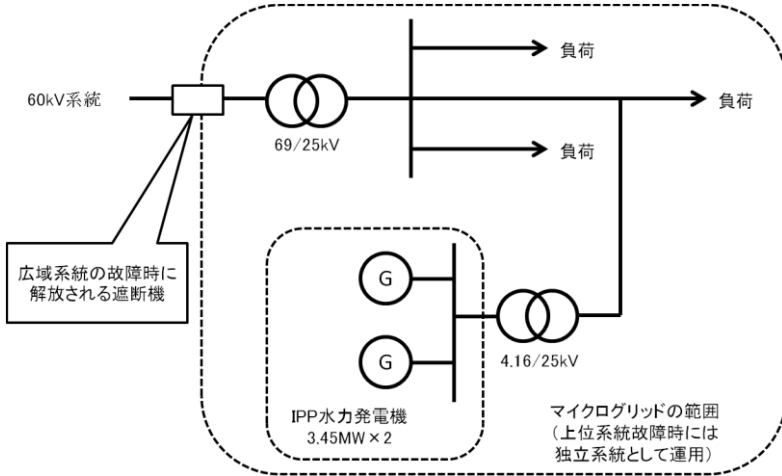 負荷
60kV系統
負荷
69/25kV
負荷
広域系統の故障時に
解放される遮断機
G
G
4.16/25kV
IPP水力発電機
3.45MW×2
マイクログリッドの範囲
(上位系統故障時には
独立系統として運用)